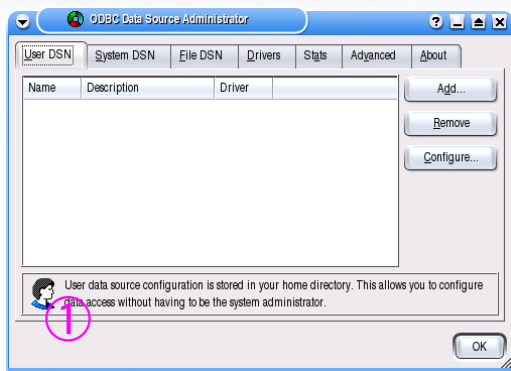 ODBC Data Source Administrator
User DSN System DSN File DSN Drivers Stats Advanced About
Name Description Driver
Add...
Remove
Configure...
User data source configuration is stored in your home directory. This allows you to configure
data access without having to be the system administrator.
①
OK